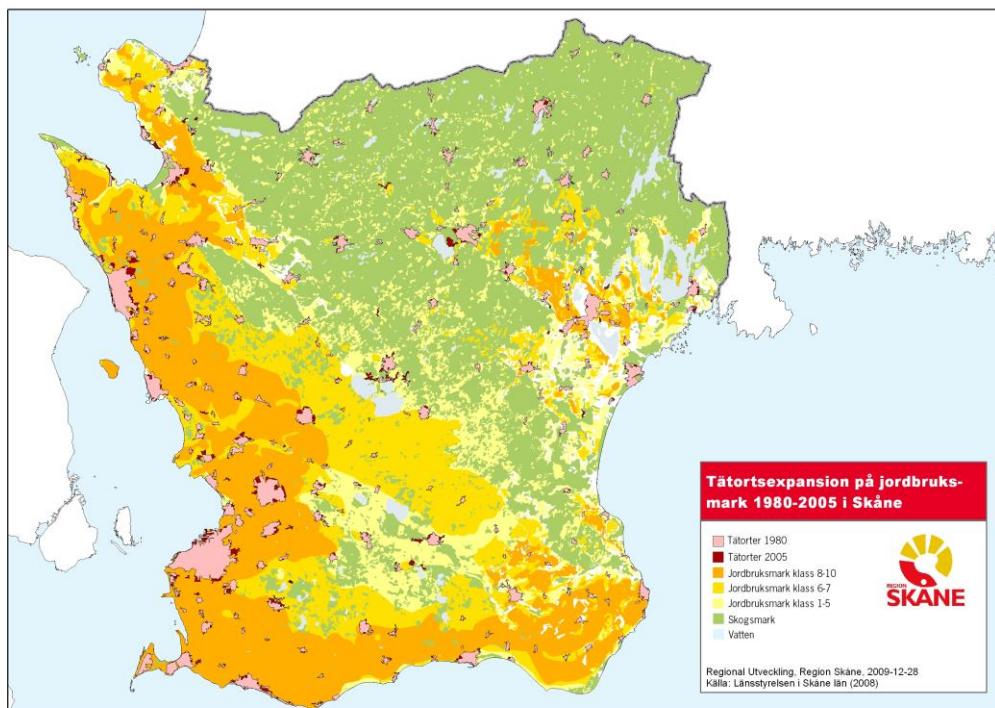 Tätortsexpansion på jordbruks-
mark 1980-2005 i Skåne
Tätorter 1980
Tätorter 2005
Jordbruksmark klass 8-10
Jordbruksmark klass 6-7
Jordbruksmark klass 1-5
Skogsmark
Vatten
REGION
SKÅNE
Regional Utveckling, Region Skåne, 2009-12-28
Källa: Länsstyrelsen i Skåne län (2008)